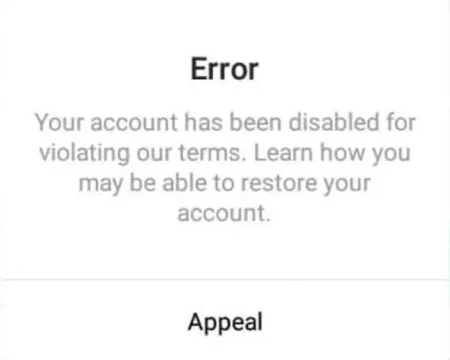 Error
Your account has been disabled for
violating our terms. Learn how you
may be able to restore your
account.
Appeal